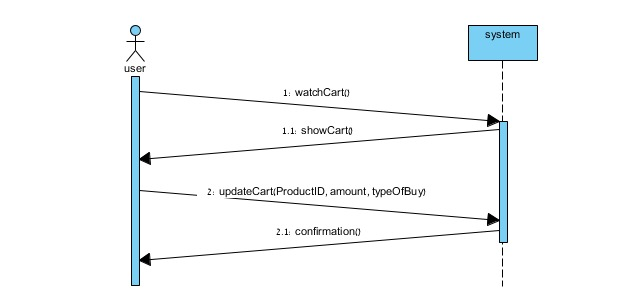 system
user
1: watchCart()
1.1: showCart()
2: updateCart(ProductID, amount, typeOfBuy)
2.1: confirmation()